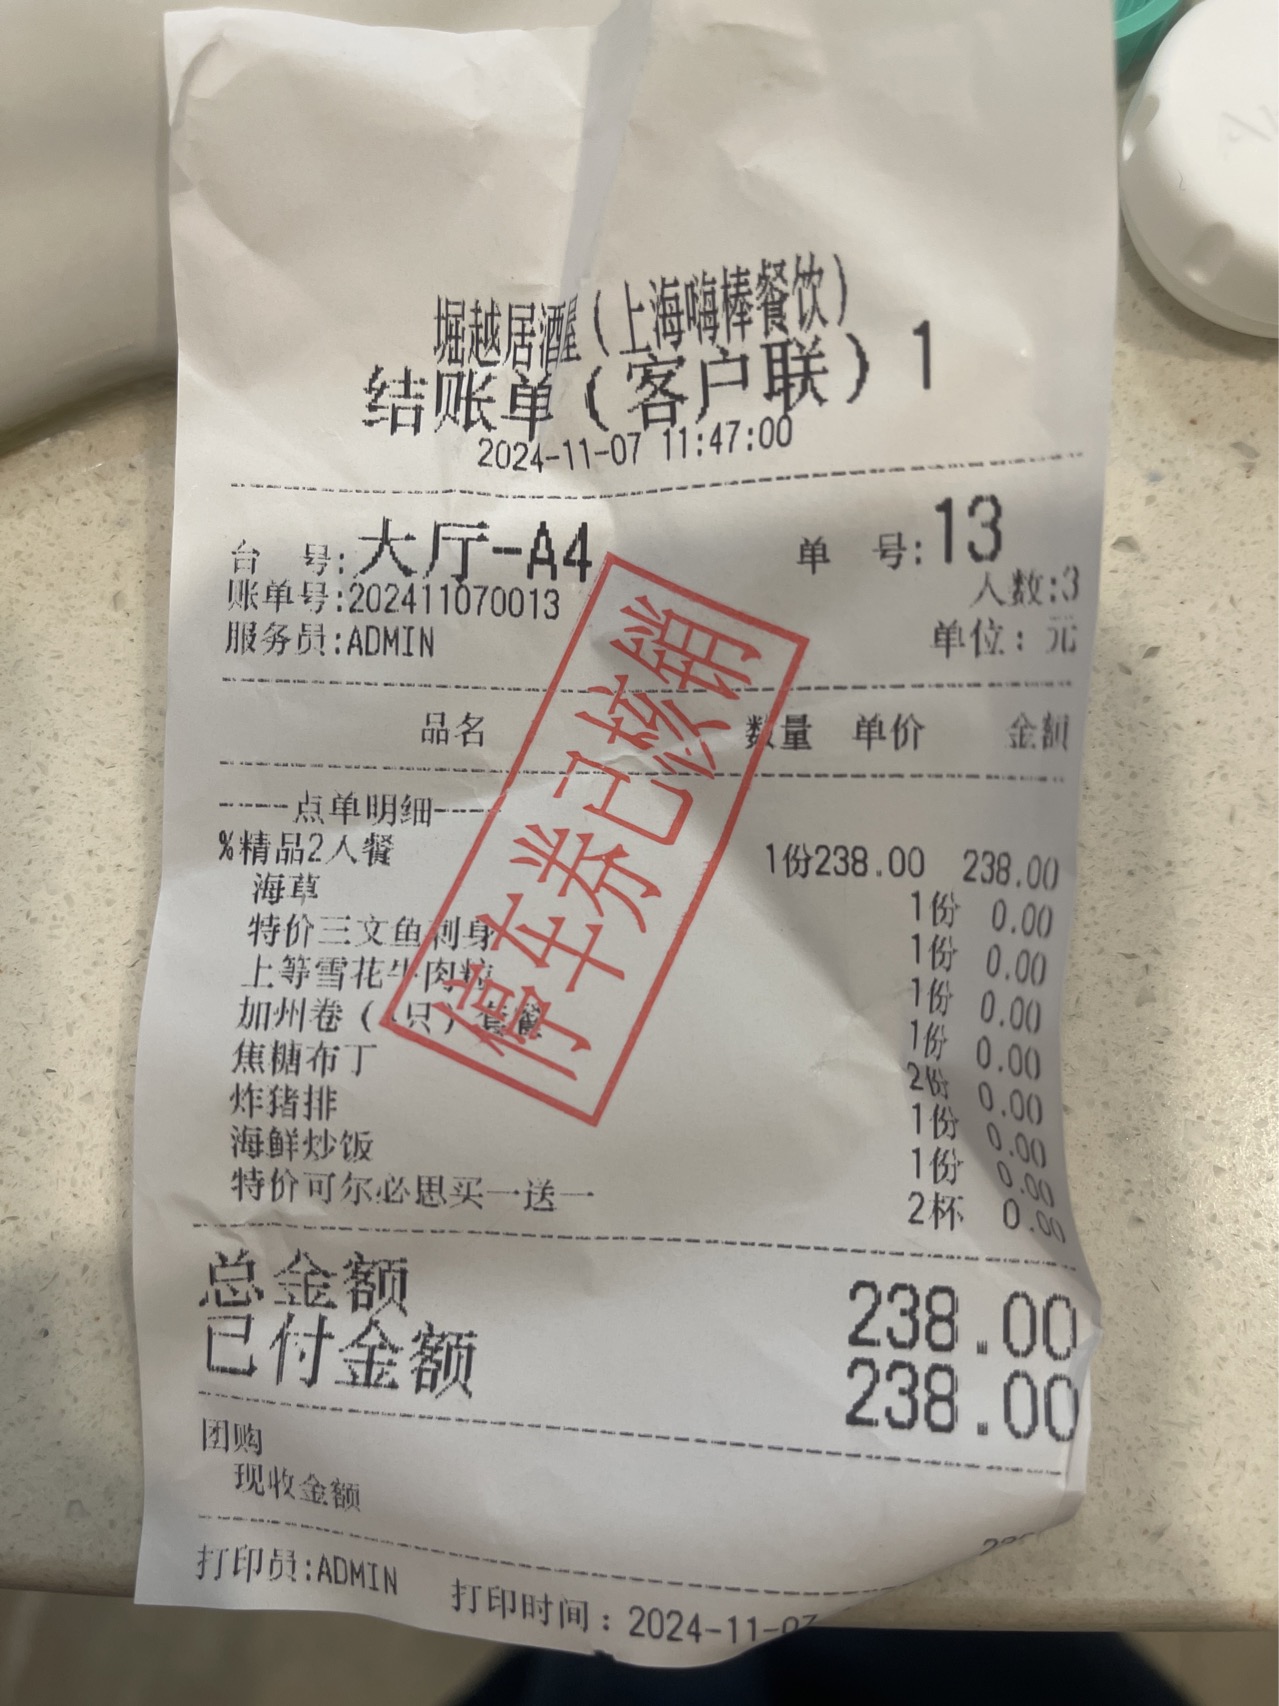 堀越居酒屋（上海嗨棒餐饮）
结账单（客户联）1
2024-11-07 11:47:00
台 号:大厅-A4 单 号:13
账单号:202411070013 人数:3
服务员:ADMIN 单位：元
品名 数量 单价 金额
----点单明细----
%精品2人餐 1份238.00 238.00
海草 1份 0.00
特价三文鱼刺身 1份 0.00
上等雪花牛肉粒 1份 0.00
加州卷（ 只）套餐 1份 0.00
焦糖布丁 2份 0.00
炸猪排 1份 0.00
海鲜炒饭 1份 0.00
特价可尔必思买一送一 2杯 0.00
总金额 238.00
已付金额 238.00
团购
现收金额
打印员:ADMIN 打印时间：2024-11-07
停车券已核销